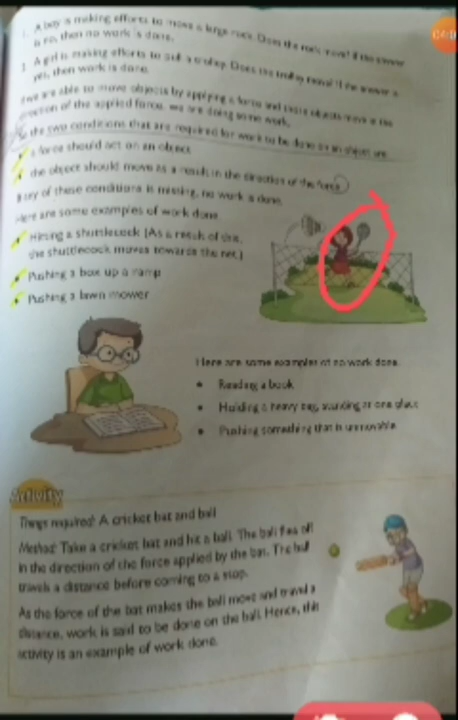 1. A boy is making efforts to move a large rock. Does the rock move? If the answer
is no, then no work is done.
2. A girl is making efforts to pull a trolley. Does the trolley move? If the answer is
yes, then work is done.
If we are able to move objects by applying a force and those objects move in the
direction of the applied force, we are doing some work.
So the two conditions that are required for work to be done on an object are
a force should act on an object
the object should move as a result in the direction of the force
If any of these conditions is missing, no work is done.
Here are some examples of work done.
Hitting a shuttlecock (As a result of this,
the shuttlecock moves towards the net.)
Pushing a box up a ramp
Pushing a lawn mower
Here are some examples of no work done.
• Reading a book
• Holding a heavy bag, standing at one place
• Pushing something that is unmovable
Activity
Things required: A cricket bat and ball
Method: Take a cricket bat and hit a ball. The ball flies off
in the direction of the force applied by the bat. The ball
travels a distance before coming to a stop.
As the force of the bat makes the ball move and travel a
distance, work is said to be done on the ball. Hence, this
activity is an example of work done.